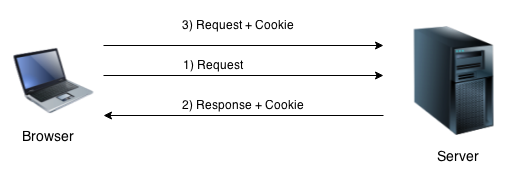 3) Request + Cookie
1) Request
2) Response + Cookie
Browser
Server